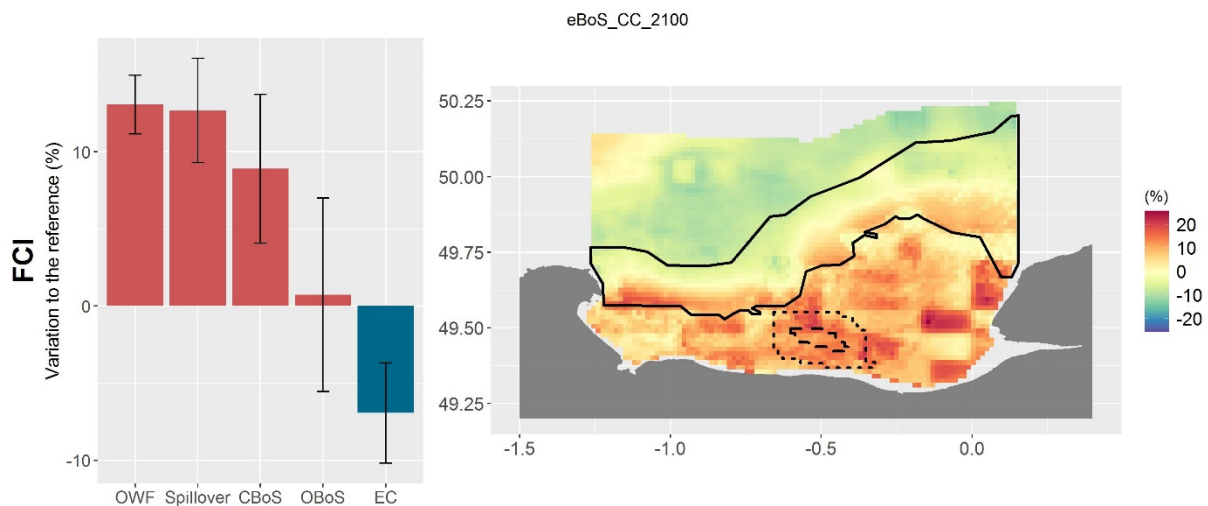 eBoS_CC_2100
FCI
Variation to the reference (%)
10
0
-10
OWF Spillover CBoS OBoS EC
50.25
50.00
49.75
49.50
49.25
-1.5 -1.0 -0.5 0.0
(%)
20
10
0
-10
-20